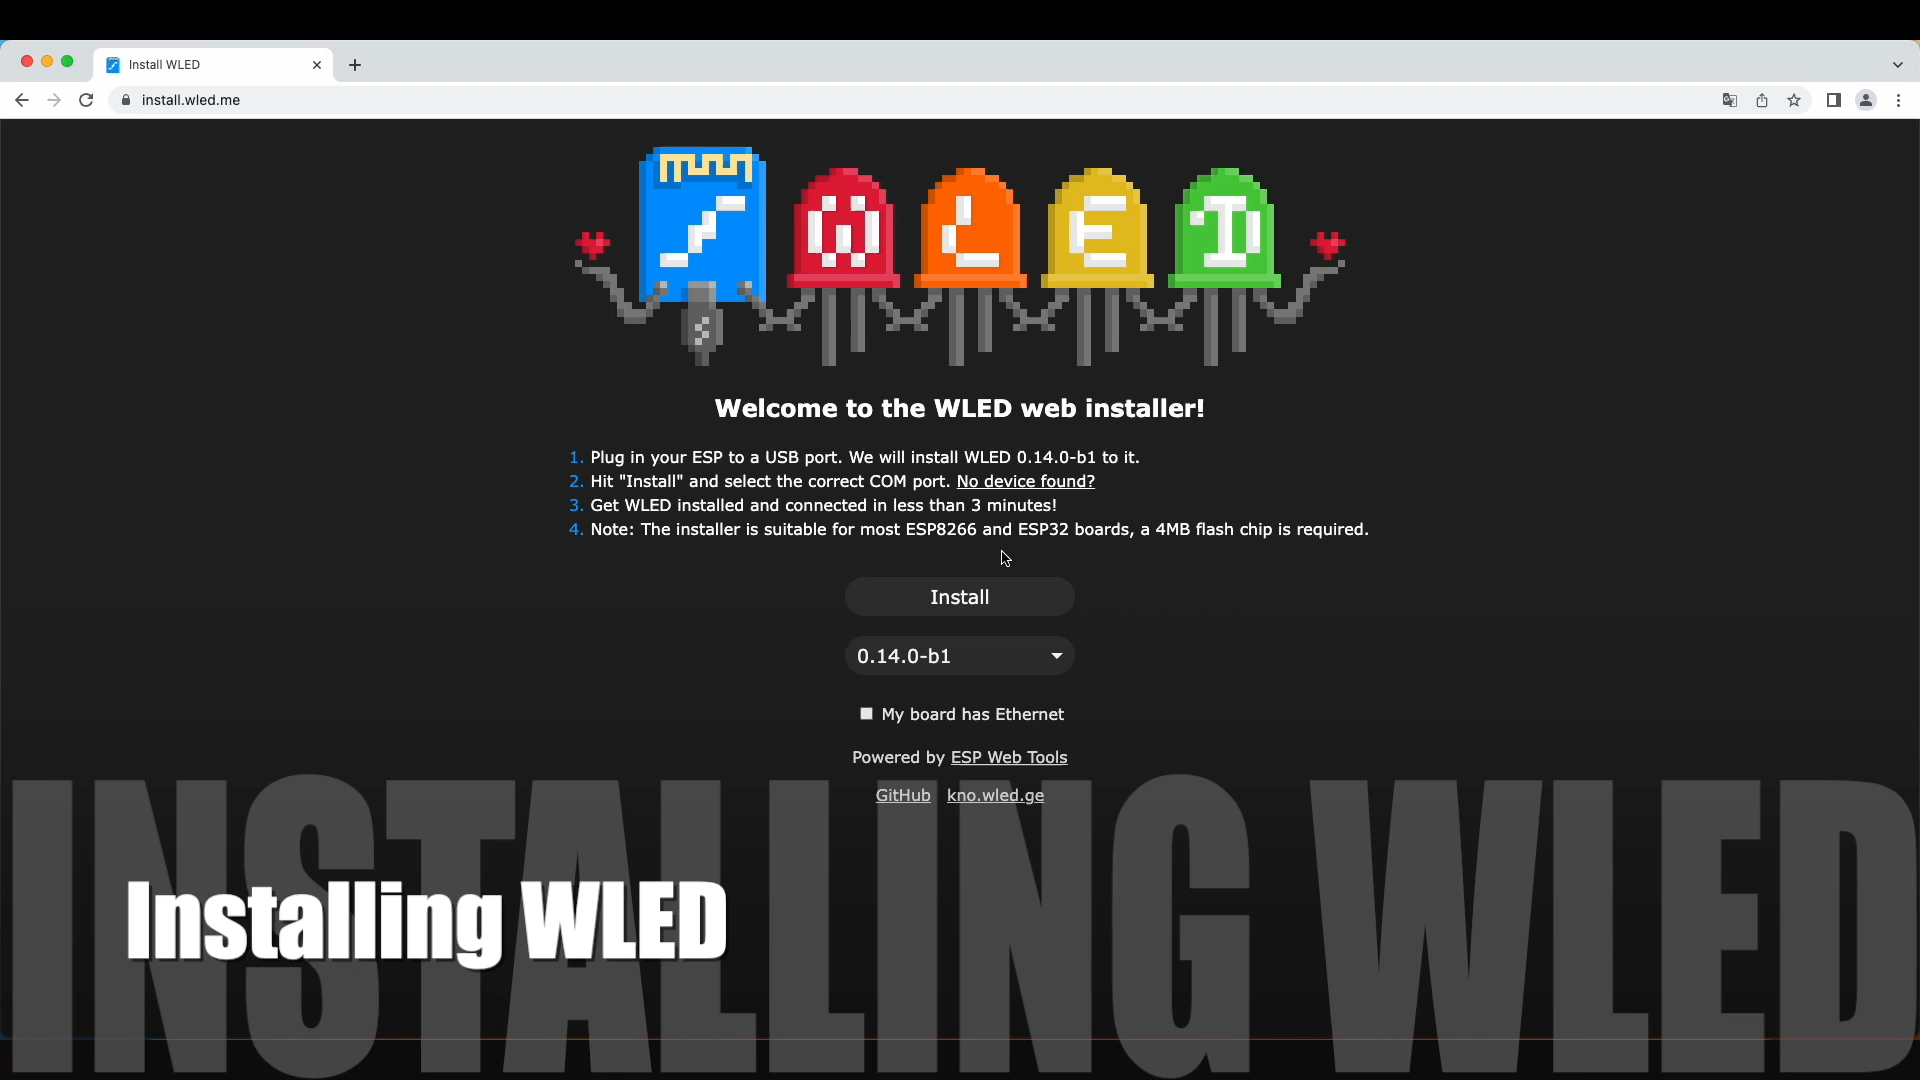 Install WLED
install.wled.me
WLED
Welcome to the WLED web installer!
1. Plug in your ESP to a USB port. We will install WLED 0.14.0-b1 to it.
2. Hit "Install" and select the correct COM port. No device found?
3. Get WLED installed and connected in less than 3 minutes!
4. Note: The installer is suitable for most ESP8266 and ESP32 boards, a 4MB flash chip is required.
Install
0.14.0-b1
My board has Ethernet
Powered by ESP Web Tools
GitHub kno.wled.ge
INSTALLING WLED
Installing WLED